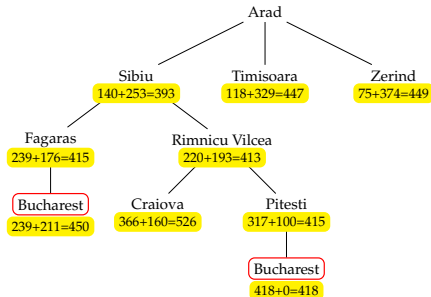 Arad
Sibiu
140+253=393
Timisoara
118+329=447
Zerind
75+374=449
Fagaras
239+176=415
Rimnicu Vilcea
220+193=413
Bucharest
239+211=450
Craiova
366+160=526
Pitesti
317+100=415
Bucharest
418+0=418